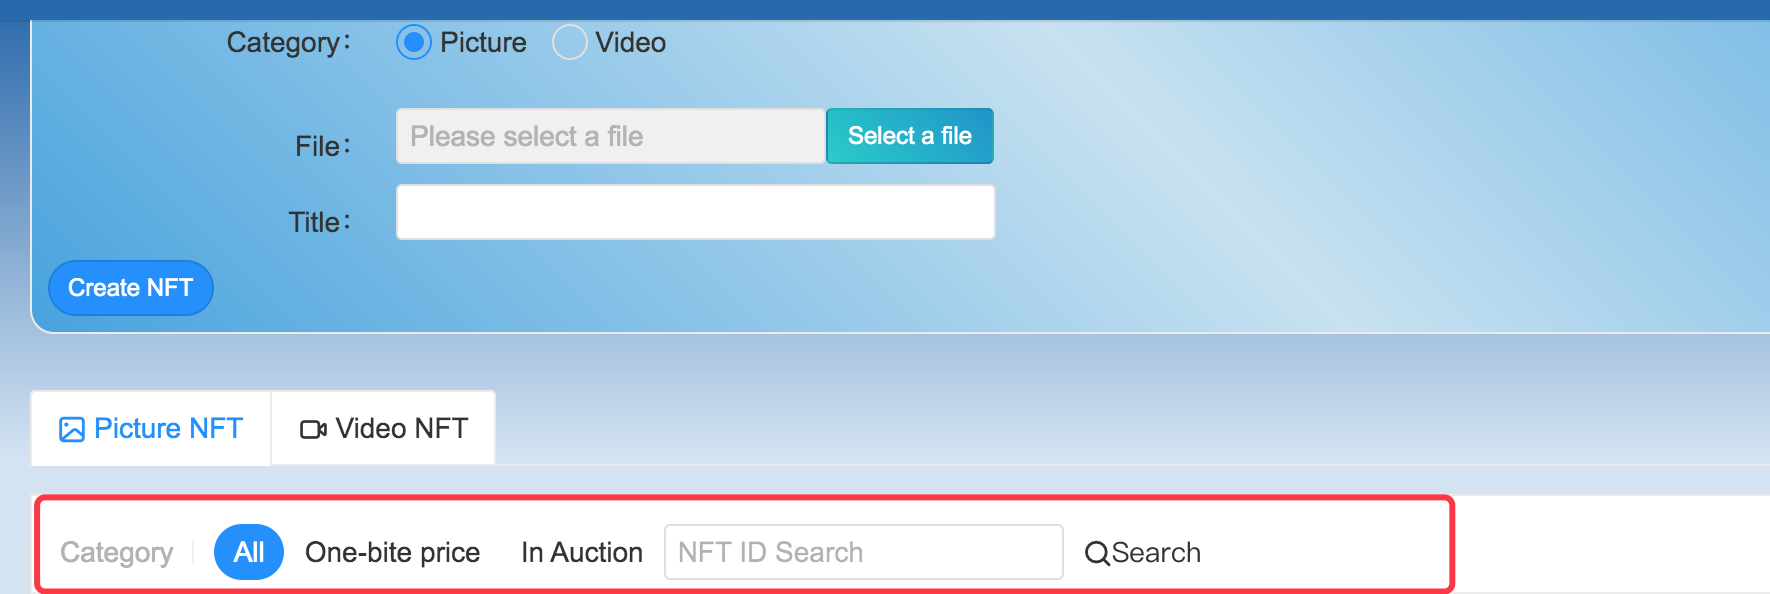 Category： Picture Video
File： Please select a file Select a file
Title：
Create NFT
Picture NFT Video NFT
Category All One-bite price In Auction NFT ID Search Search